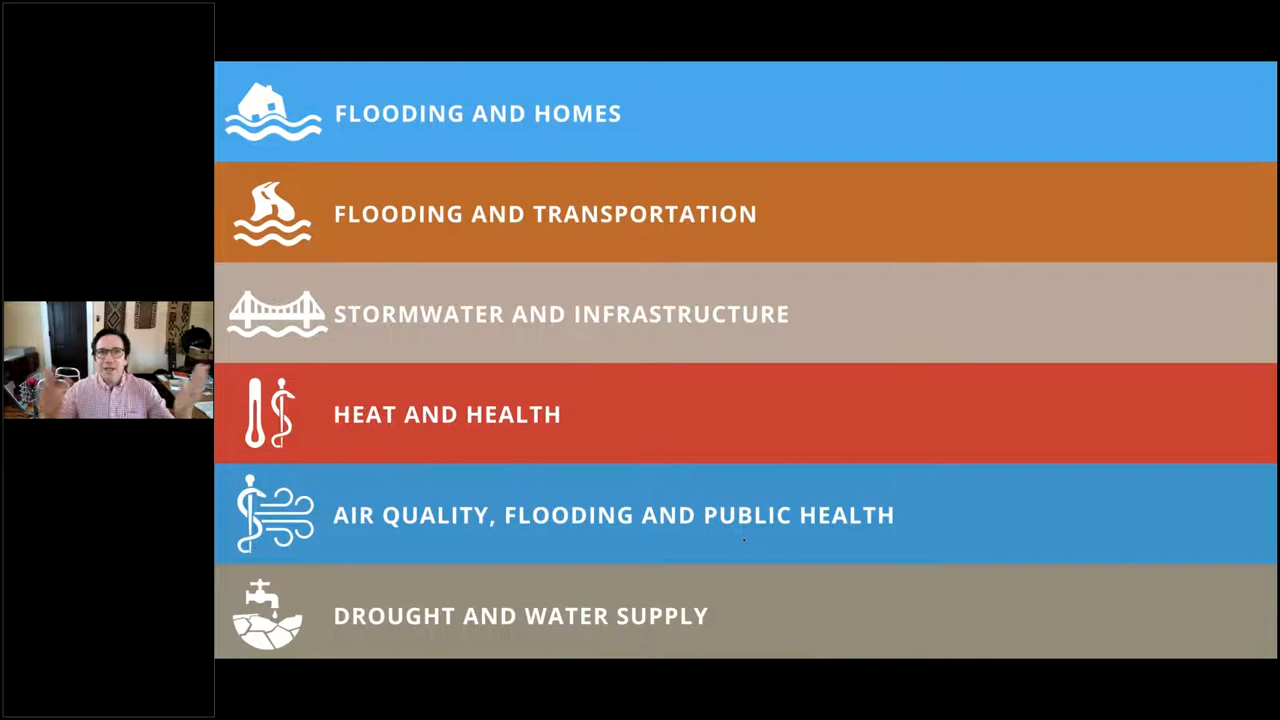 FLOODING AND HOMES
FLOODING AND TRANSPORTATION
STORMWATER AND INFRASTRUCTURE
HEAT AND HEALTH
AIR QUALITY, FLOODING AND PUBLIC HEALTH
DROUGHT AND WATER SUPPLY